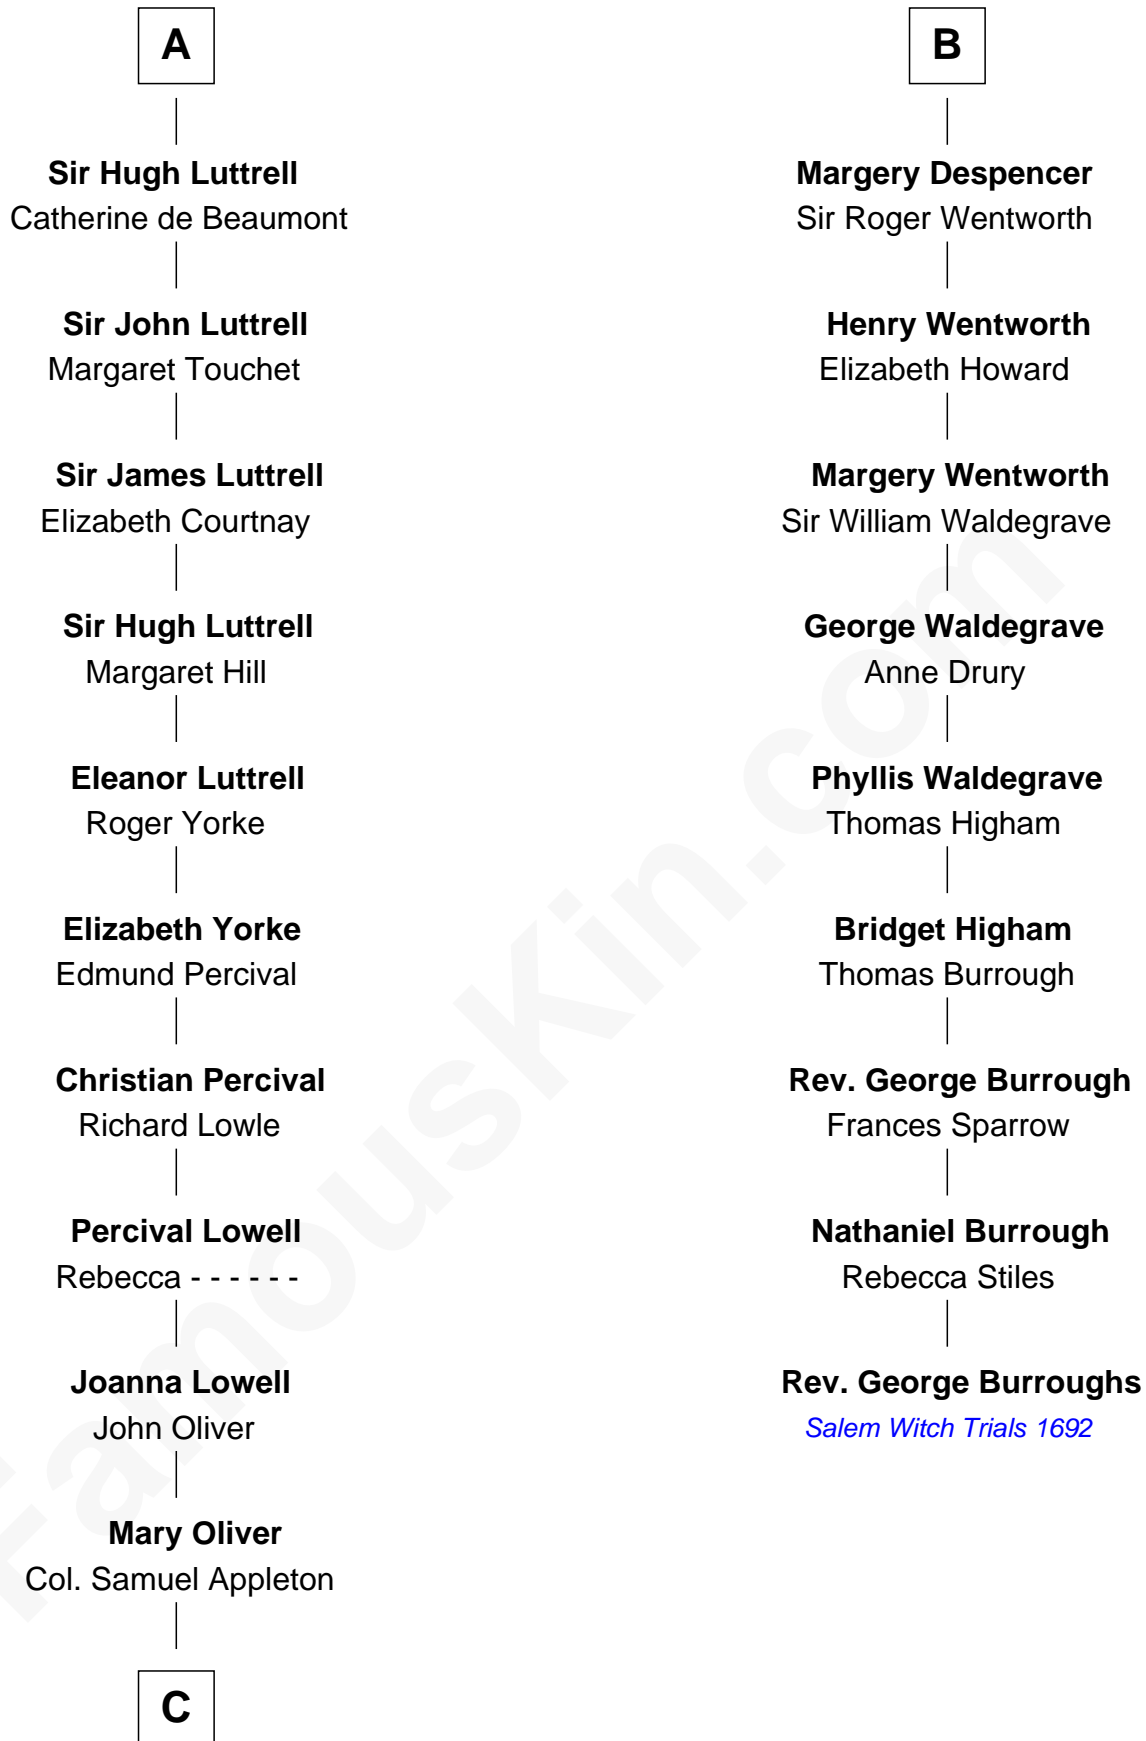 A
Sir Hugh Luttrell
Catherine de Beaumont
Sir John Luttrell
Margaret Touchet
Sir James Luttrell
Elizabeth Courtnay
Sir Hugh Luttrell
Margaret Hill
Eleanor Luttrell
Roger Yorke
Elizabeth Yorke
Edmund Percival
Christian Percival
Richard Lowle
Percival Lowell
Rebecca - - - - - -
Joanna Lowell
John Oliver
Mary Oliver
Col. Samuel Appleton
C
B
Margery Despencer
Sir Roger Wentworth
Henry Wentworth
Elizabeth Howard
Margery Wentworth
Sir William Waldegrave
George Waldegrave
Anne Drury
Phyllis Waldegrave
Thomas Higham
Bridget Higham
Thomas Burrough
Rev. George Burrough
Frances Sparrow
Nathaniel Burrough
Rebecca Stiles
Rev. George Burroughs
Salem Witch Trials 1692
FamousKin.com